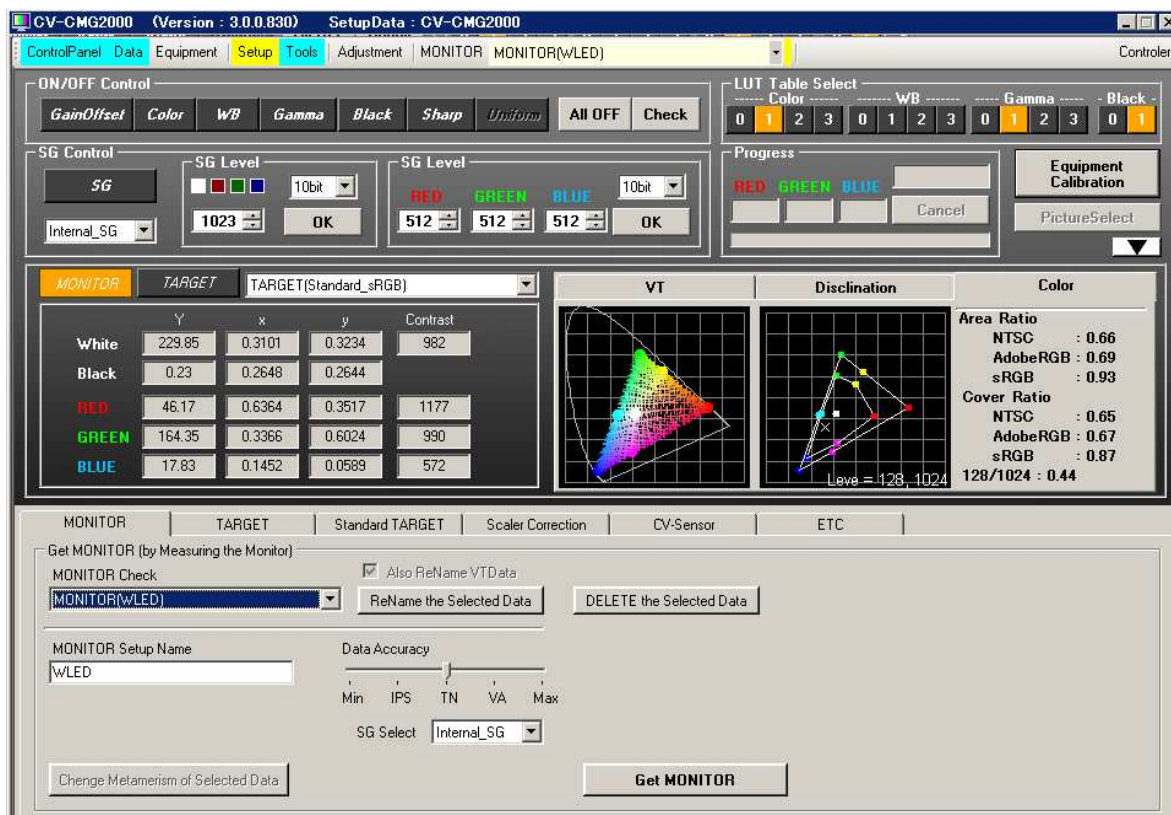 CV-CMG2000 (Version : 3.0.0.830) SetupData : CV-CMG2000
ControlPanel Data Equipment Setup Tools Adjustment MONITOR MONITOR(WLED) Controler
ON/OFF Control
GainOffset Color WB Gamma Black Sharp Uniform All OFF Check
LUT Table Select
------ Color ------ ------- WB ------- ----- Gamma ----- - Black -
0 1 2 3 0 1 2 3 0 1 2 3 0 1
SG Control
SG
Internal_SG
SG Level
10bit
1023 OK
SG Level
RED GREEN BLUE 10bit
512 512 512 OK
Progress
RED GREEN BLUE
Cancel
Equipment
Calibration
PictureSelect
MONITOR TARGET TARGET(Standard_sRGB)
Y x y Contrast
White 229.85 0.3101 0.3234 982
Black 0.23 0.2648 0.2644
RED 46.17 0.6364 0.3517 1177
GREEN 164.35 0.3366 0.6024 990
BLUE 17.83 0.1452 0.0589 572
VT Disclination Color
Leve = 128, 1024
Area Ratio
NTSC : 0.66
AdobeRGB : 0.69
sRGB : 0.93
Cover Ratio
NTSC : 0.65
AdobeRGB : 0.67
sRGB : 0.87
128/1024 : 0.44
MONITOR TARGET Standard TARGET Scaler Correction CV-Sensor ETC
Get MONITOR (by Measuring the Monitor)
MONITOR Check Also ReName VTData
MONITOR(WLED) ReName the Selected Data DELETE the Selected Data
MONITOR Setup Name Data Accuracy
WLED
Min IPS TN VA Max
SG Select Internal_SG
Chenge Metamerism of Selected Data Get MONITOR